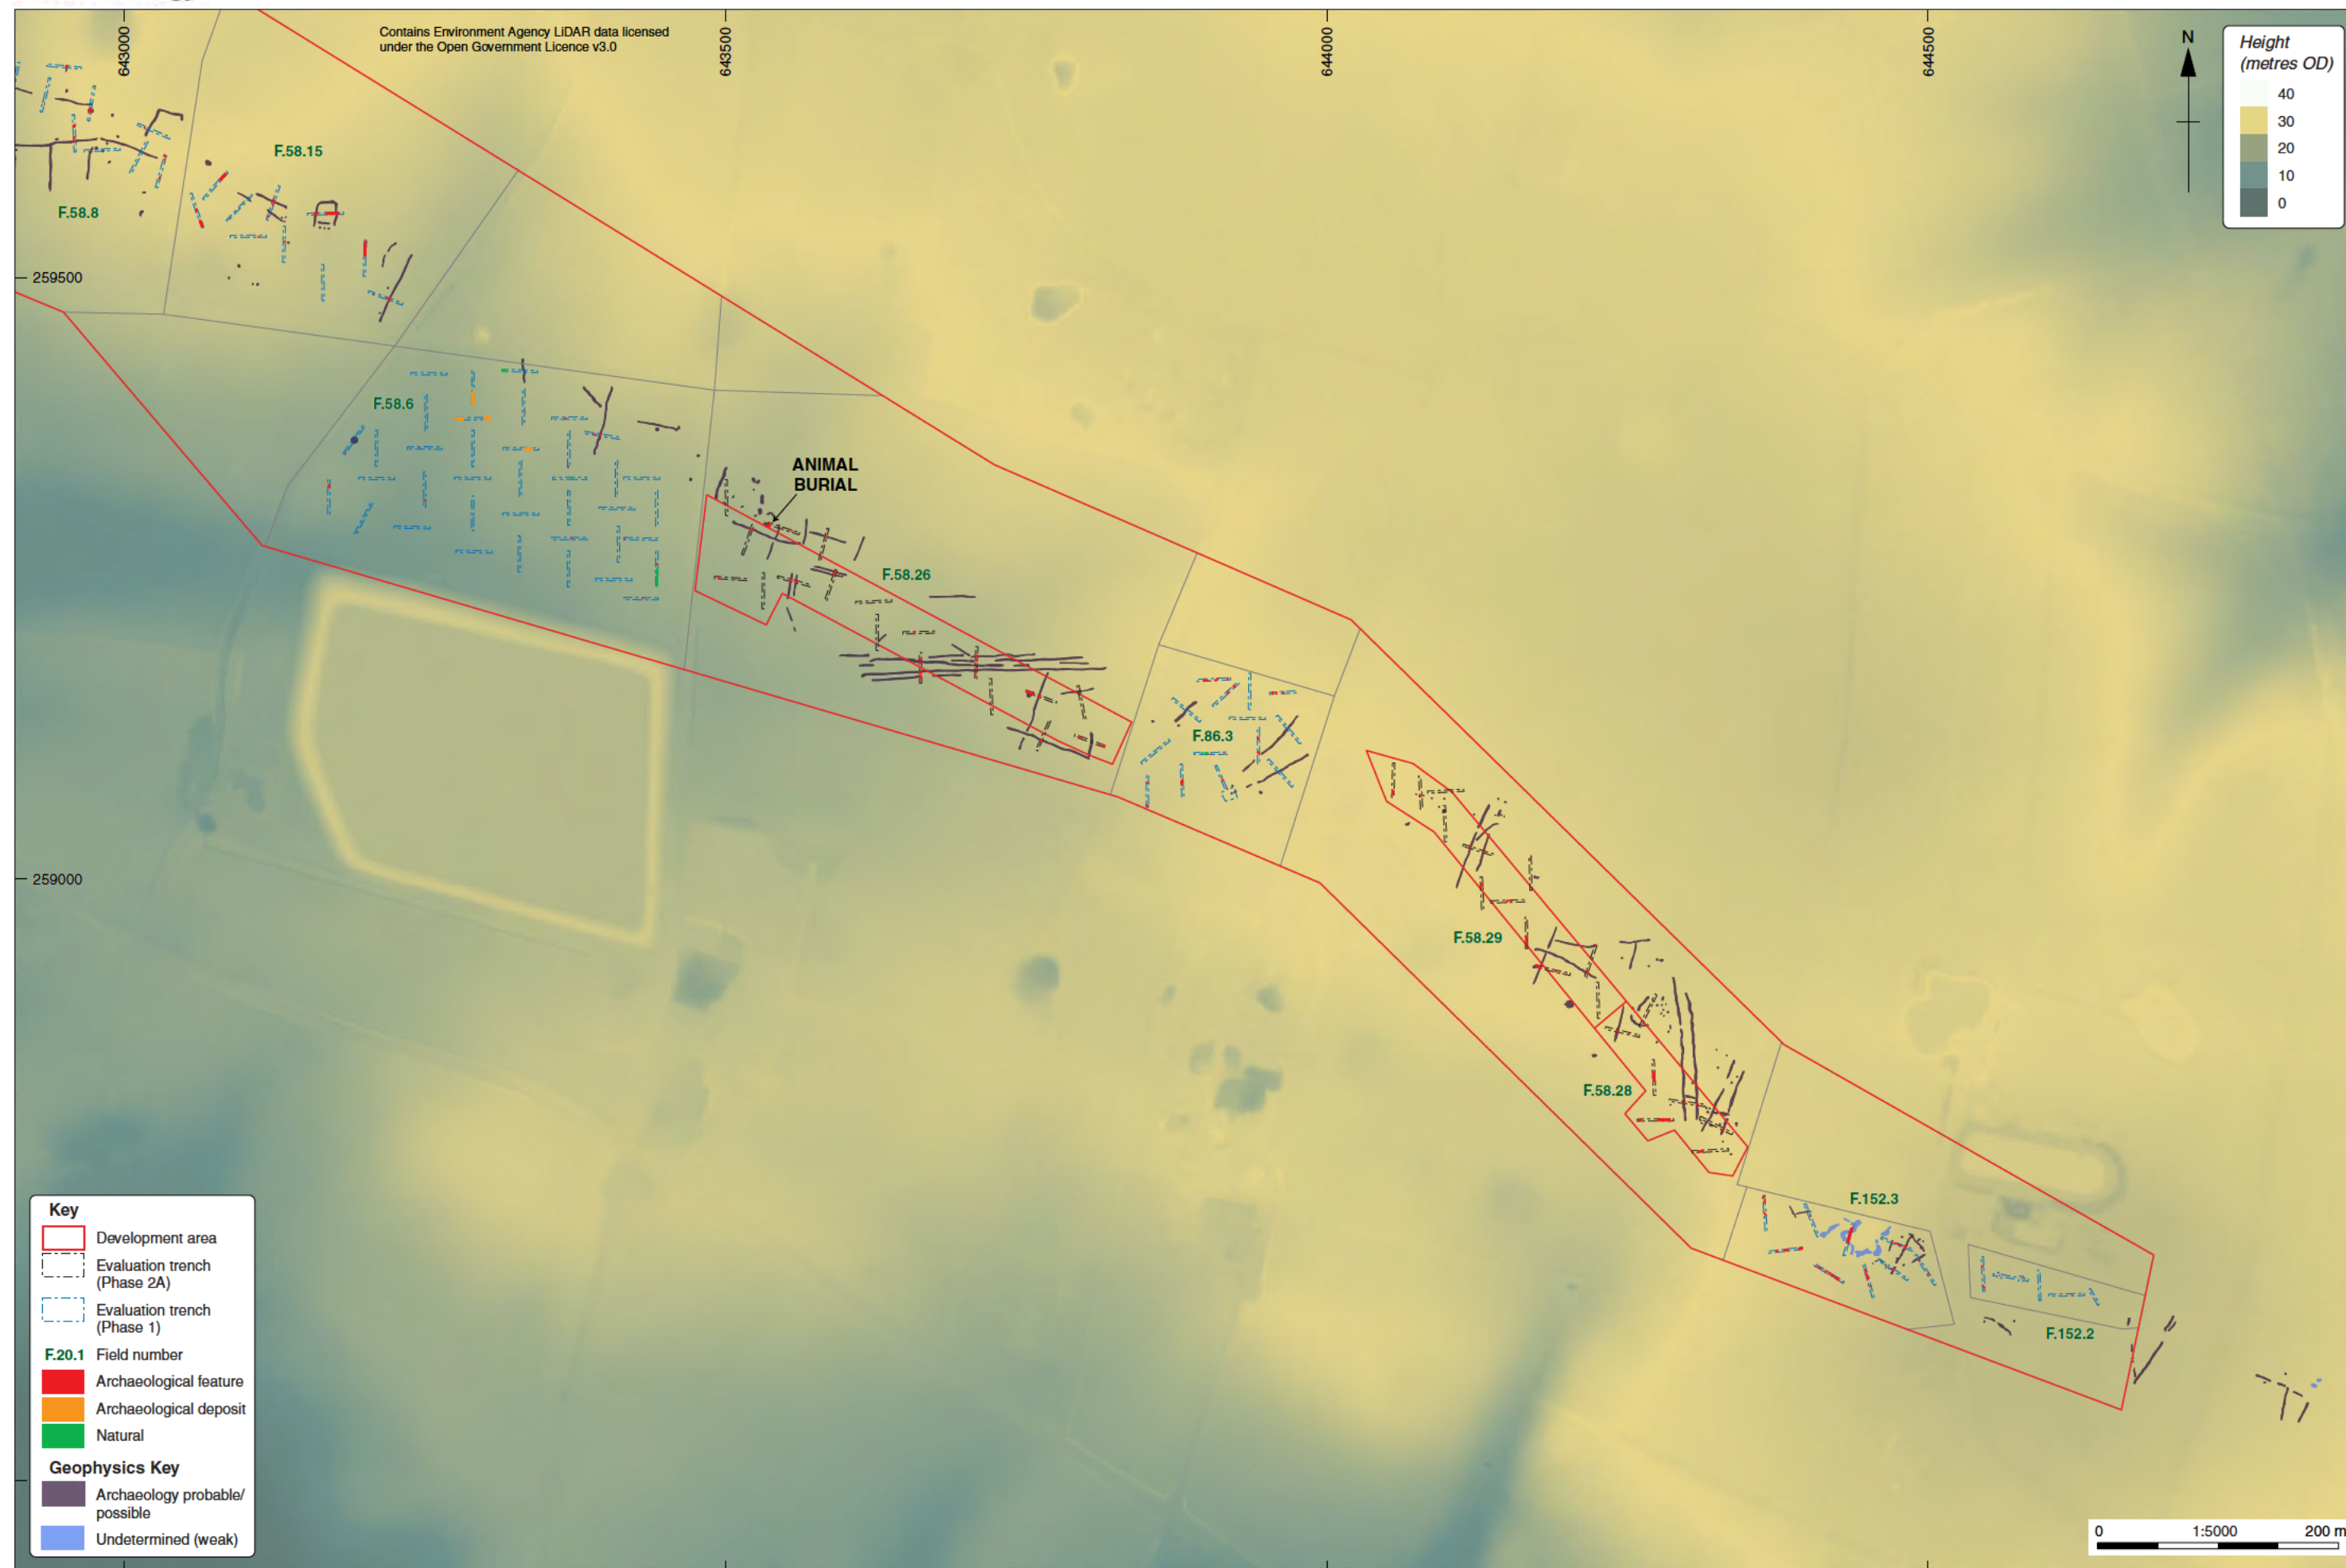 Contains Environment Agency LiDAR data licensed
under the Open Government Licence v3.0
643000
643500
644000
644500
N
Height
(metres OD)
40
30
20
10
0
259500
259000
F.58.15
F.58.8
F.58.6
ANIMAL
BURIAL
F.58.26
F.86.3
F.58.29
F.58.28
F.152.3
F.152.2
Key
Development area
Evaluation trench
(Phase 2A)
Evaluation trench
(Phase 1)
F.20.1 Field number
Archaeological feature
Archaeological deposit
Natural
Geophysics Key
Archaeology probable/
possible
Undetermined (weak)
0 1:5000 200 m